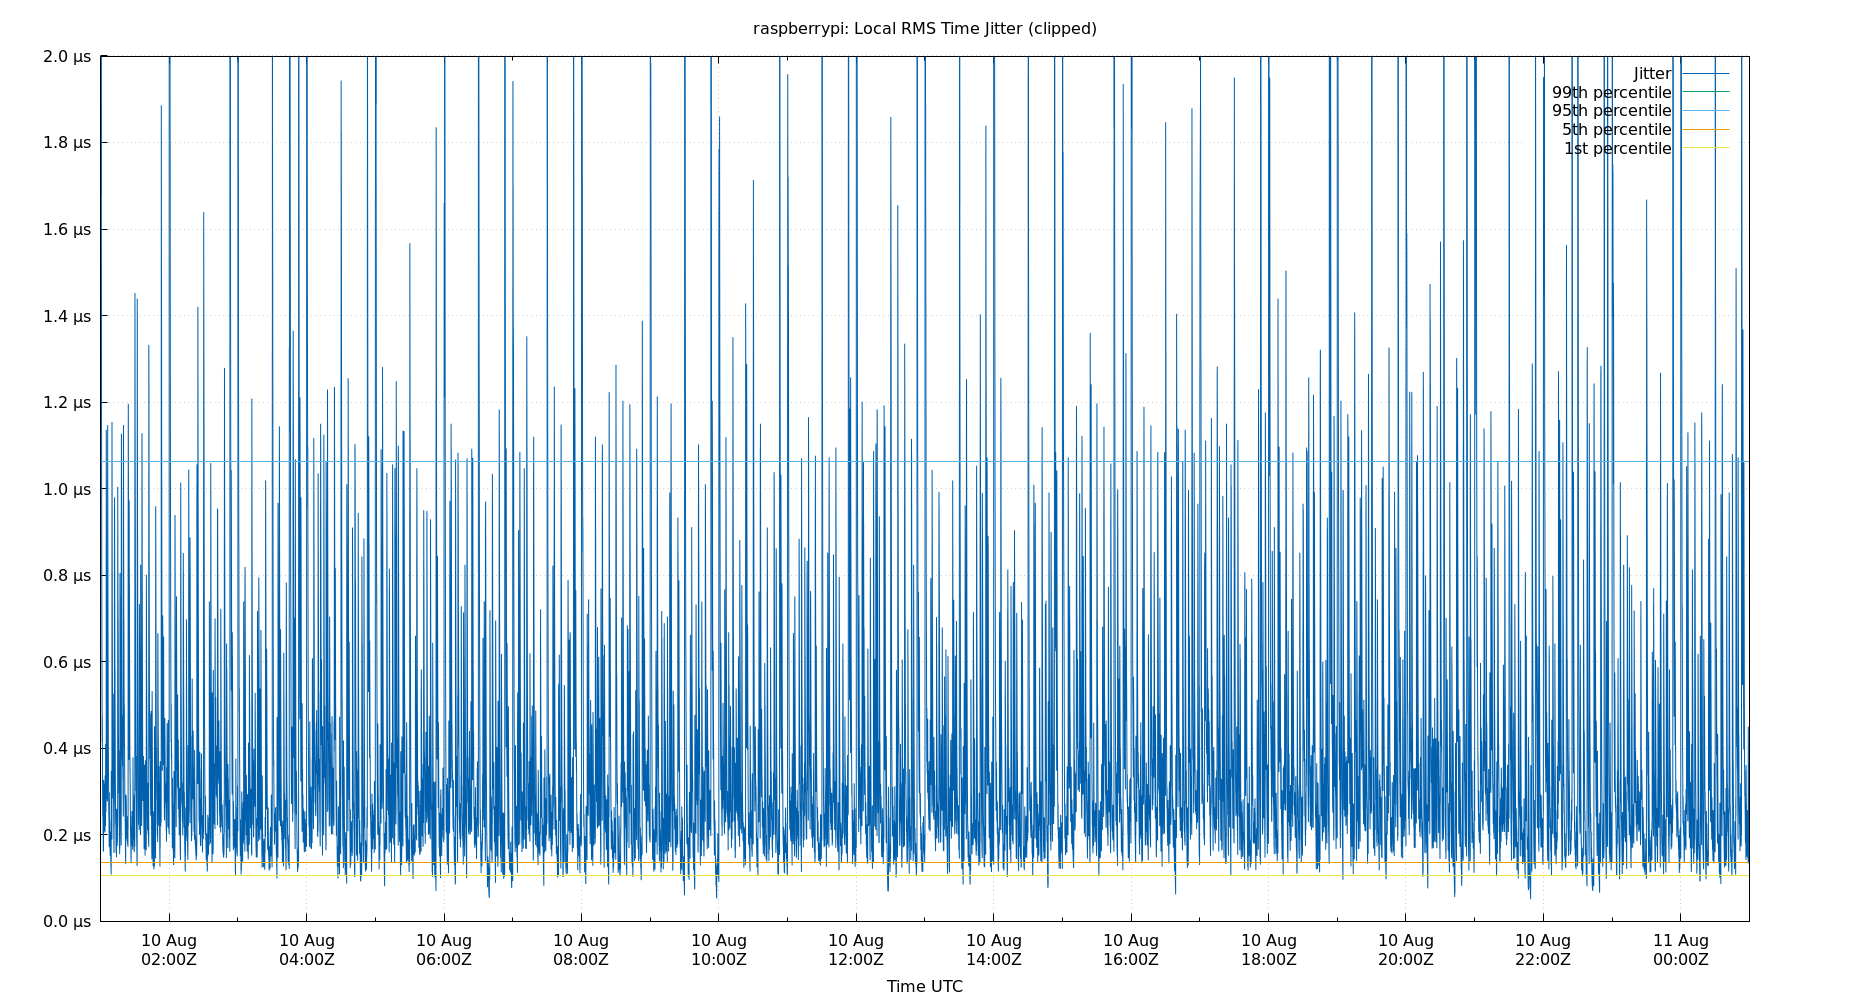 raspberrypi: Local RMS Time Jitter (clipped)
2.0 µs
1.8 µs
1.6 µs
1.4 µs
1.2 µs
1.0 µs
0.8 µs
0.6 µs
0.4 µs
0.2 µs
0.0 µs
Jitter
99th percentile
95th percentile
5th percentile
1st percentile
10 Aug 10 Aug 10 Aug 10 Aug 10 Aug 10 Aug 10 Aug 10 Aug 10 Aug 10 Aug 10 Aug 11 Aug
02:00Z 04:00Z 06:00Z 08:00Z 10:00Z 12:00Z 14:00Z 16:00Z 18:00Z 20:00Z 22:00Z 00:00Z
Time UTC